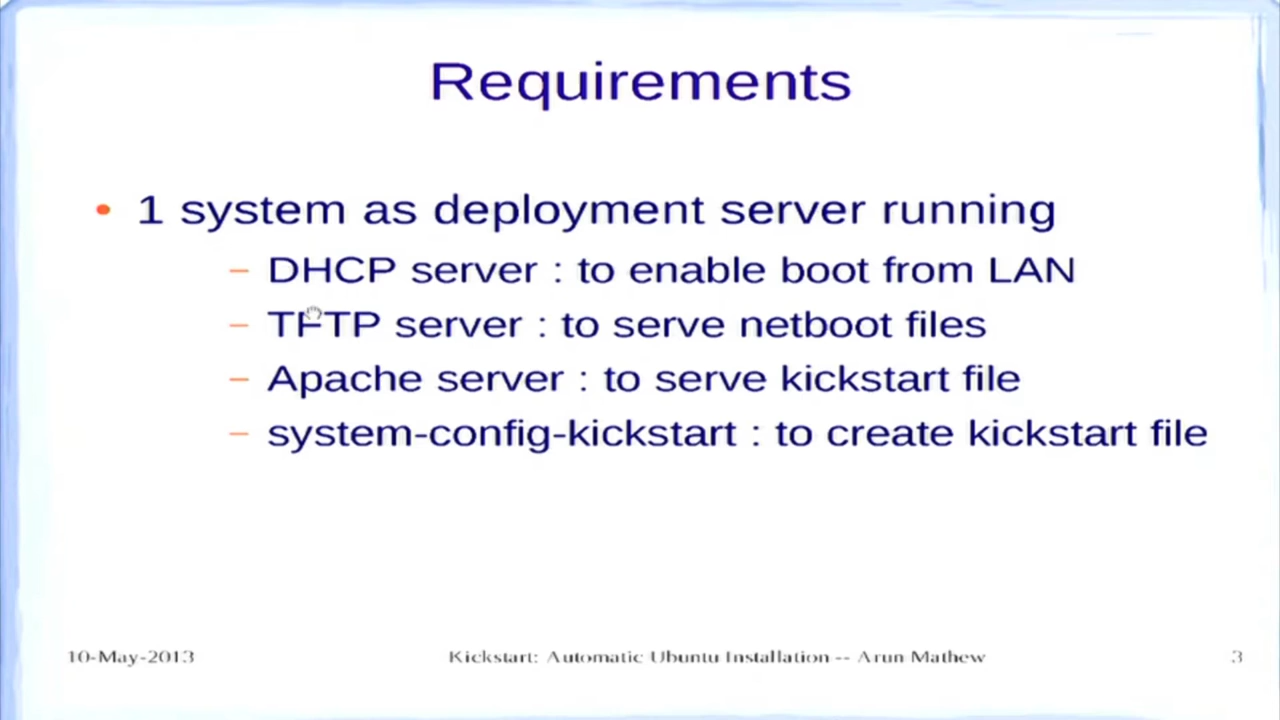 Requirements
• 1 system as deployment server running
– DHCP server : to enable boot from LAN
– TFTP server : to serve netboot files
– Apache server : to serve kickstart file
– system-config-kickstart : to create kickstart file
10-May-2013 Kickstart: Automatic Ubuntu Installation -- Arun Mathew 3